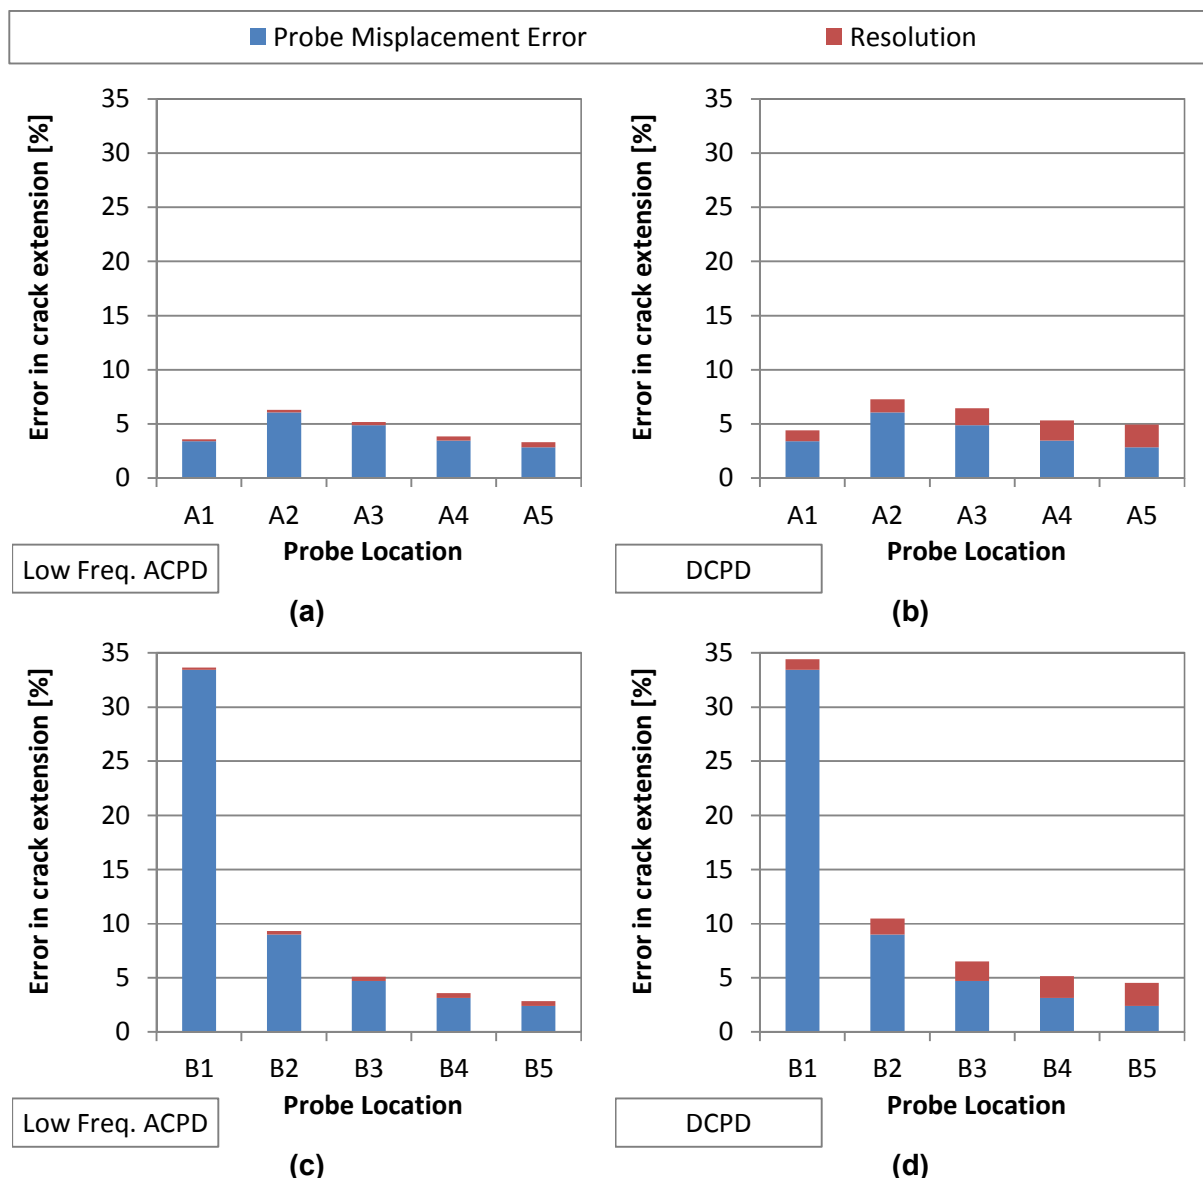 Probe Misplacement Error Resolution
Error in crack extension [%]
35
30
25
20
15
10
5
0
A1 A2 A3 A4 A5
Probe Location
Low Freq. ACPD
(a)
Error in crack extension [%]
35
30
25
20
15
10
5
0
A1 A2 A3 A4 A5
Probe Location
DCPD
(b)
Error in crack extension [%]
35
30
25
20
15
10
5
0
B1 B2 B3 B4 B5
Probe Location
Low Freq. ACPD
(c)
Error in crack extension [%]
35
30
25
20
15
10
5
0
B1 B2 B3 B4 B5
Probe Location
DCPD
(d)